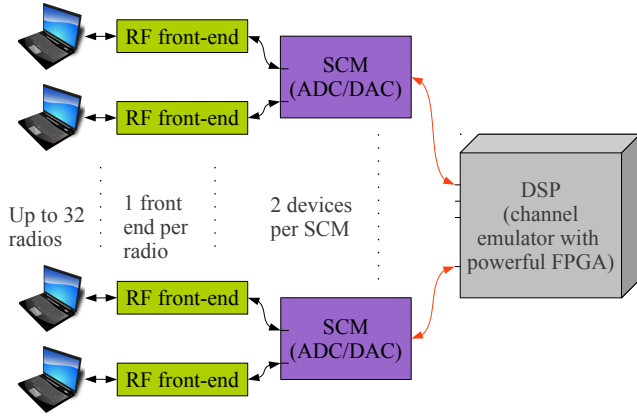 RF front-end
SCM
(ADC/DAC)
RF front-end
Up to 32
radios
1 front
end per
radio
2 devices
per SCM
DSP
(channel
emulator with
powerful FPGA)
RF front-end
SCM
(ADC/DAC)
RF front-end